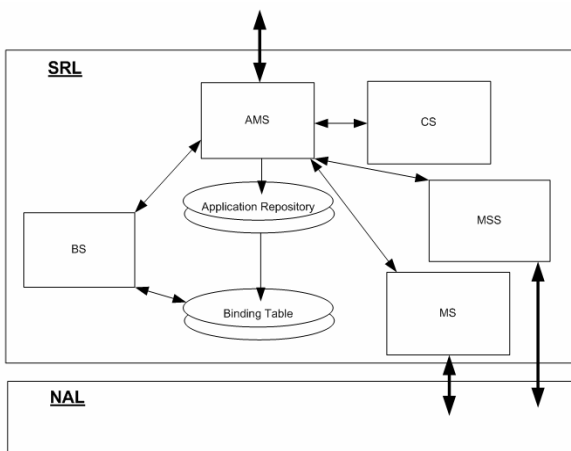 SRL
AMS
CS
Application Repository
MSS
BS
Binding Table
MS
NAL